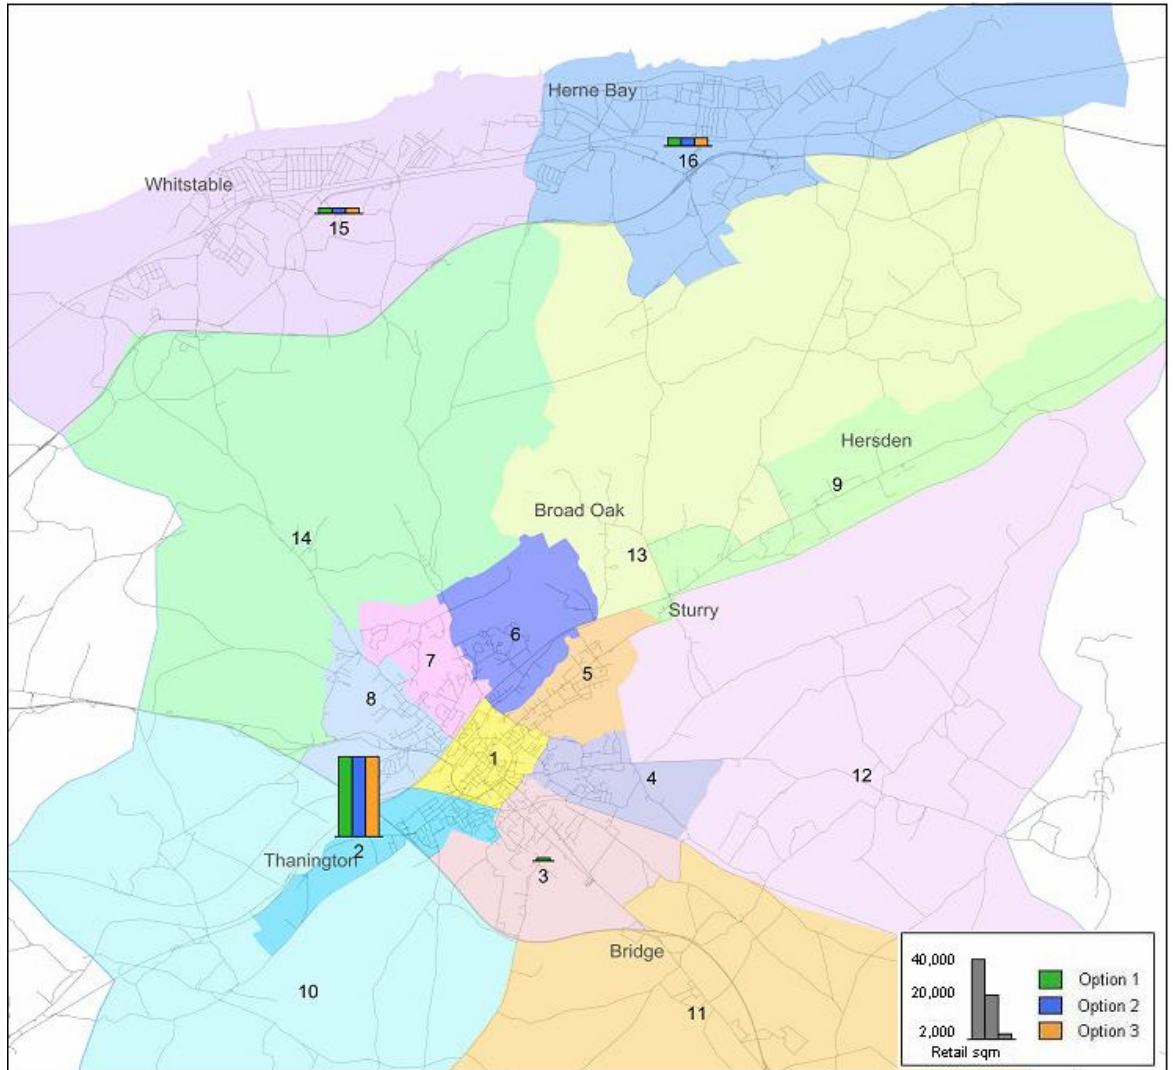 Herne Bay
16
Whitstable
15
Hersden
9
Broad Oak
14
13
Sturry
6
7
5
8
1
4
12
2
Thanington
3
Bridge
10
11
40,000
20,000
2,000
Retail sqm
Option 1
Option 2
Option 3